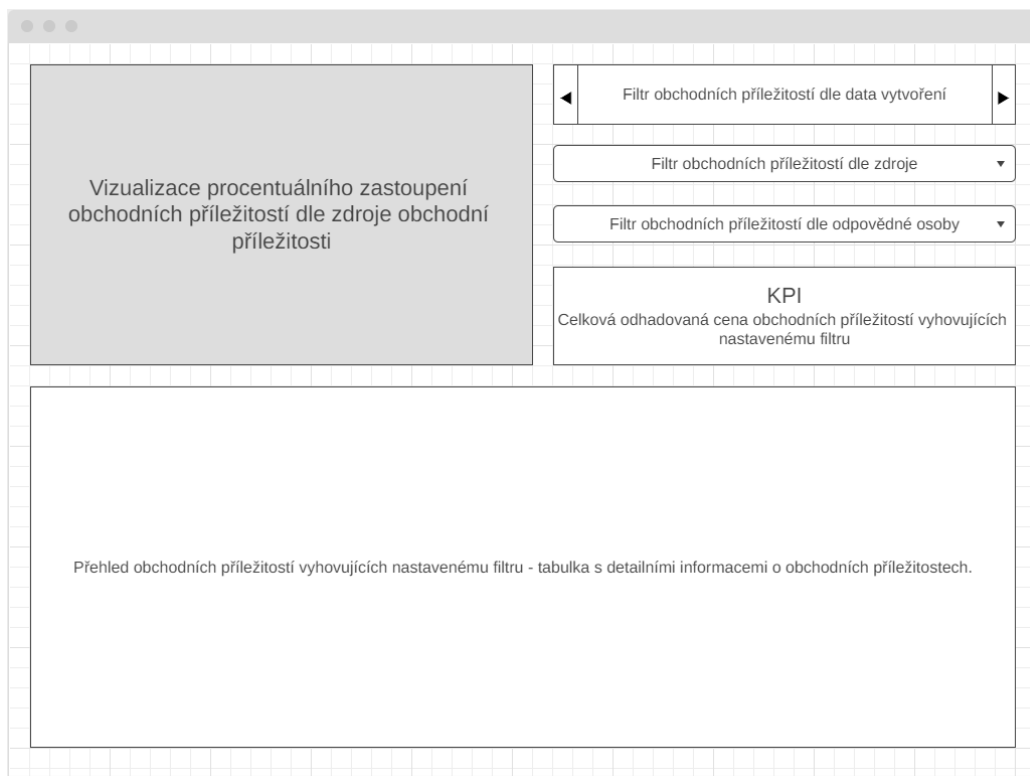 Vizualizace procentuálního zastoupení
obchodních příležitostí dle zdroje obchodní
příležitosti
Filtr obchodních příležitostí dle data vytvoření
Filtr obchodních příležitostí dle zdroje
Filtr obchodních příležitostí dle odpovědné osoby
KPI
Celková odhadovaná cena obchodních příležitostí vyhovujících
nastavenému filtru
Přehled obchodních příležitostí vyhovujících nastavenému filtru - tabulka s detailními informacemi o obchodních příležitostech.